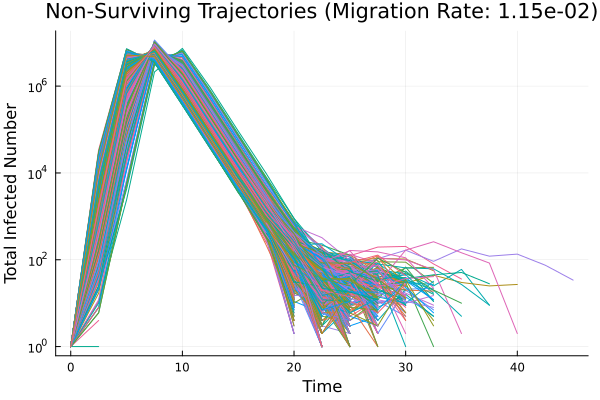 Non-Surviving Trajectories (Migration Rate: 1.15e-02)
Total Infected Number
10⁶
10⁴
10²
10⁰
0 10 20 30 40
Time